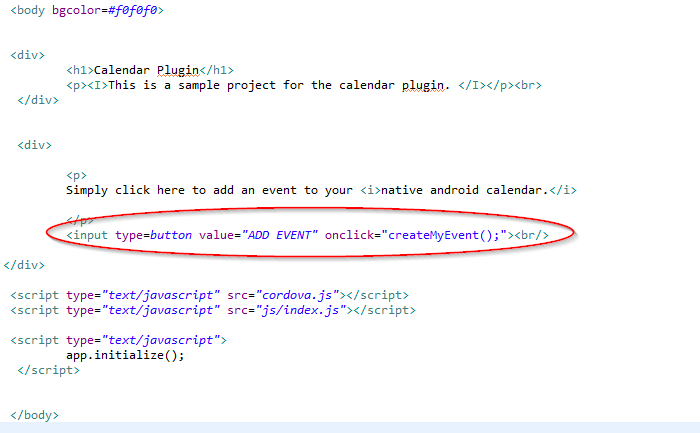 <body bgcolor=#f0f0f0>
<div>
<h1>Calendar Plugin</h1>
<p><I>This is a sample project for the calendar plugin. </I></p><br>
</div>
<div>
<p>
Simply click here to add an event to your <i>native android calendar.</i>
</p>
<input type=button value="ADD EVENT" onclick="createMyEvent();"><br/>
</div>
<script type="text/javascript" src="cordova.js"></script>
<script type="text/javascript" src="js/index.js"></script>
<script type="text/javascript">
app.initialize();
</script>
</body>